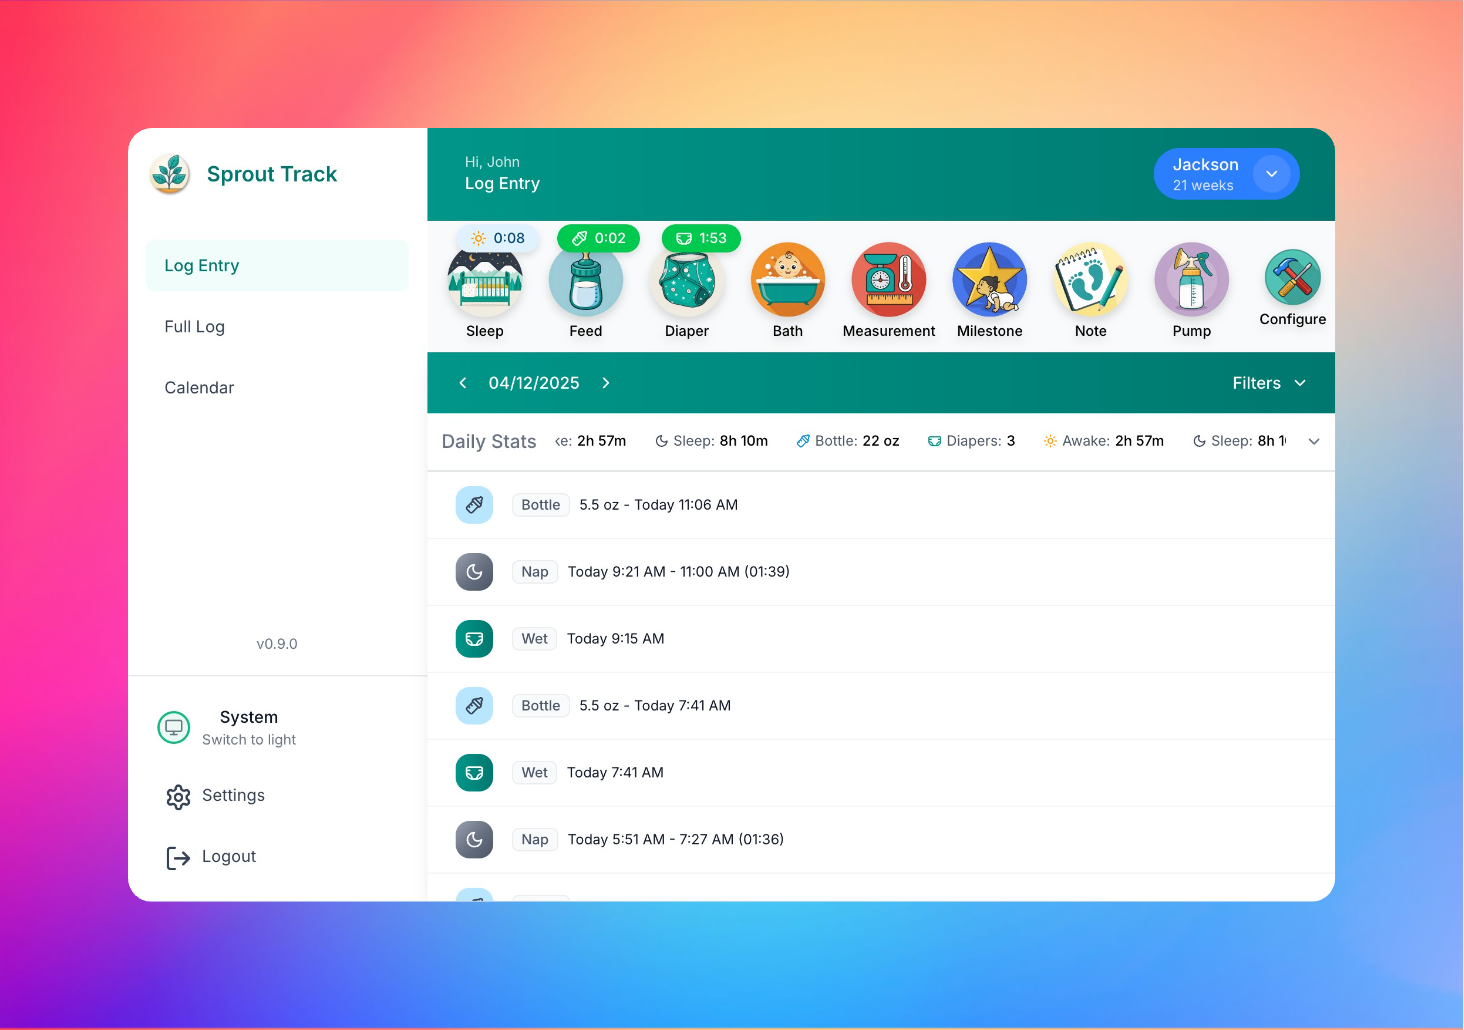 Sprout Track
Log Entry
Full Log
Calendar
v0.9.0
System
Switch to light
Settings
Logout
Hi, John
Log Entry
Jackson
21 weeks
0:08
0:02
1:53
Sleep
Feed
Diaper
Bath
Measurement
Milestone
Note
Pump
Configure
04/12/2025
Filters
Daily Stats
e: 2h 57m
Sleep: 8h 10m
Bottle: 22 oz
Diapers: 3
Awake: 2h 57m
Sleep: 8h 1
Bottle 5.5 oz - Today 11:06 AM
Nap Today 9:21 AM - 11:00 AM (01:39)
Wet Today 9:15 AM
Bottle 5.5 oz - Today 7:41 AM
Wet Today 7:41 AM
Nap Today 5:51 AM - 7:27 AM (01:36)